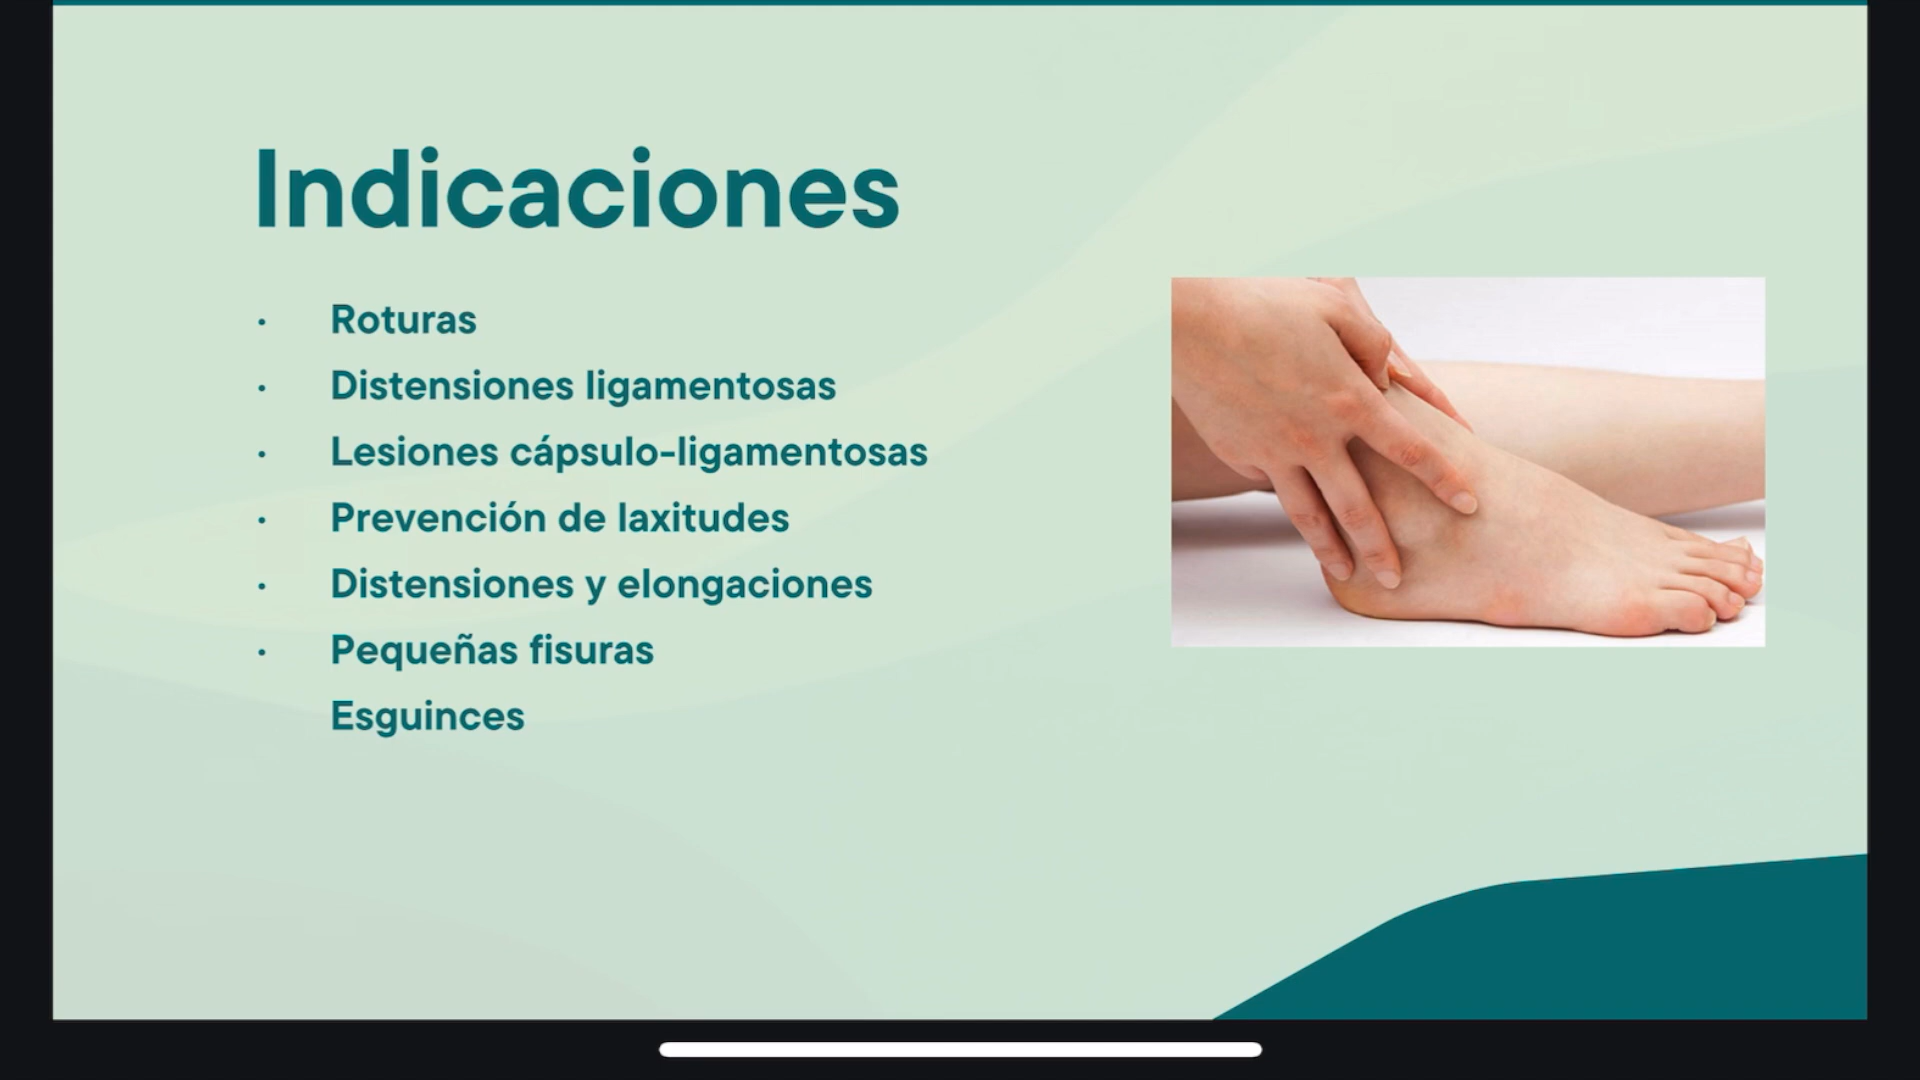 Indicaciones
· Roturas
· Distensiones ligamentosas
· Lesiones cápsulo-ligamentosas
· Prevención de laxitudes
· Distensiones y elongaciones
· Pequeñas fisuras
Esguinces